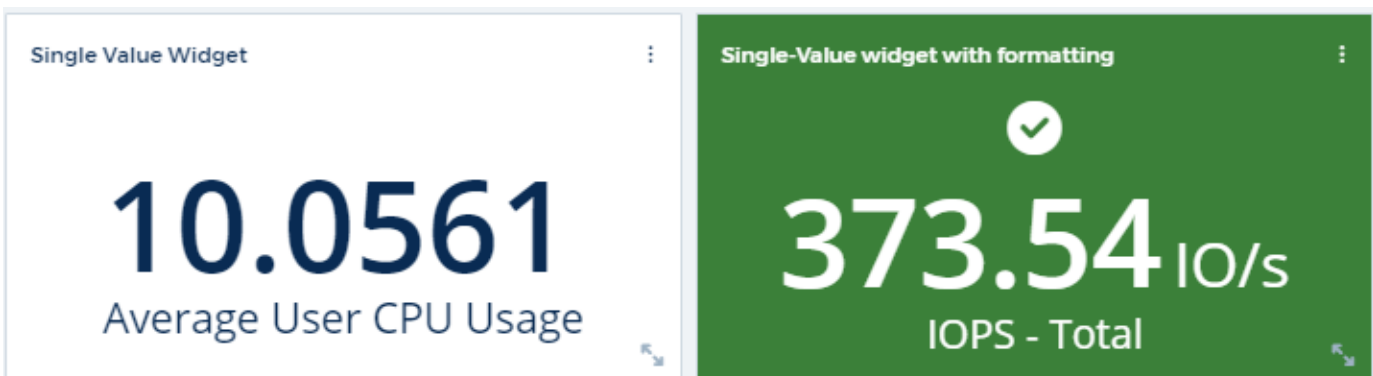 Single Value Widget
10.0561
Average User CPU Usage
Single-Value widget with formatting
373.54 IO/s
IOPS - Total